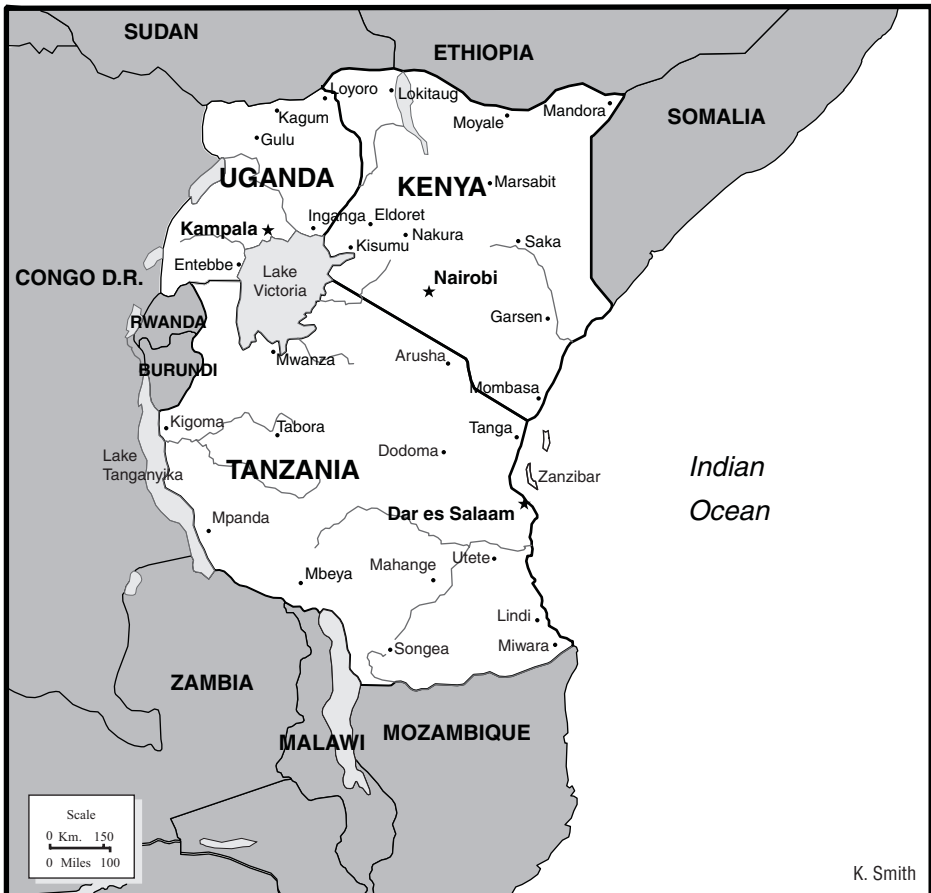 SUDAN
ETHIOPIA
SOMALIA
Loyoro
Lokitaug
Kagum
Moyale
Mandora
Gulu
UGANDA
KENYA
Marsabit
Inganga
Eldoret
Kampala
Nakura
Kisumu
Saka
Entebbe
CONGO D.R.
Lake
Victoria
Nairobi
Garsen
RWANDA
BURUNDI
Mwanza
Arusha
Mombasa
Kigoma
Tabora
Tanga
Dodoma
Lake
Tanganyika
TANZANIA
Zanzibar
Indian
Ocean
Mpanda
Dar es Salaam
Mbeya
Mahange
Utete
Lindi
Songea
Miwara
ZAMBIA
MALAWI
MOZAMBIQUE
Scale
0 Km. 150
0 Miles 100
K. Smith